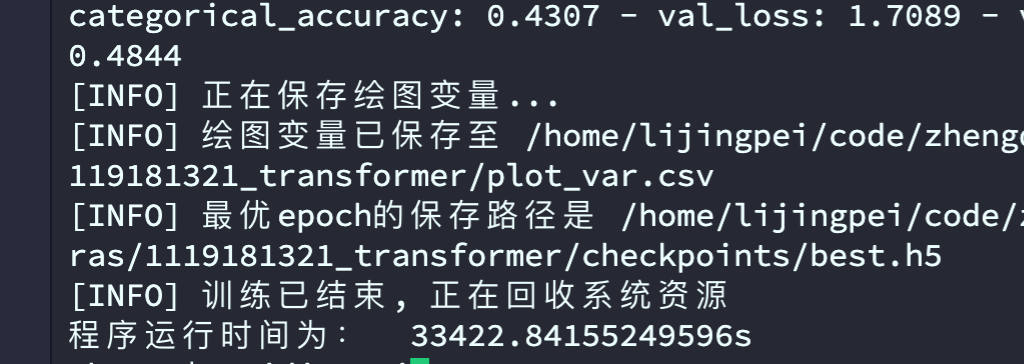 categorical_accuracy: 0.4307 - val_loss: 1.7089 -
0.4844
[INFO] 正在保存绘图变量...
[INFO] 绘图变量已保存至 /home/lijingpei/code/zheng
119181321_transformer/plot_var.csv
[INFO] 最优epoch的保存路径是 /home/lijingpei/code/
ras/1119181321_transformer/checkpoints/best.h5
[INFO] 训练已结束, 正在回收系统资源
程序运行时间为: 33422.84155249596s